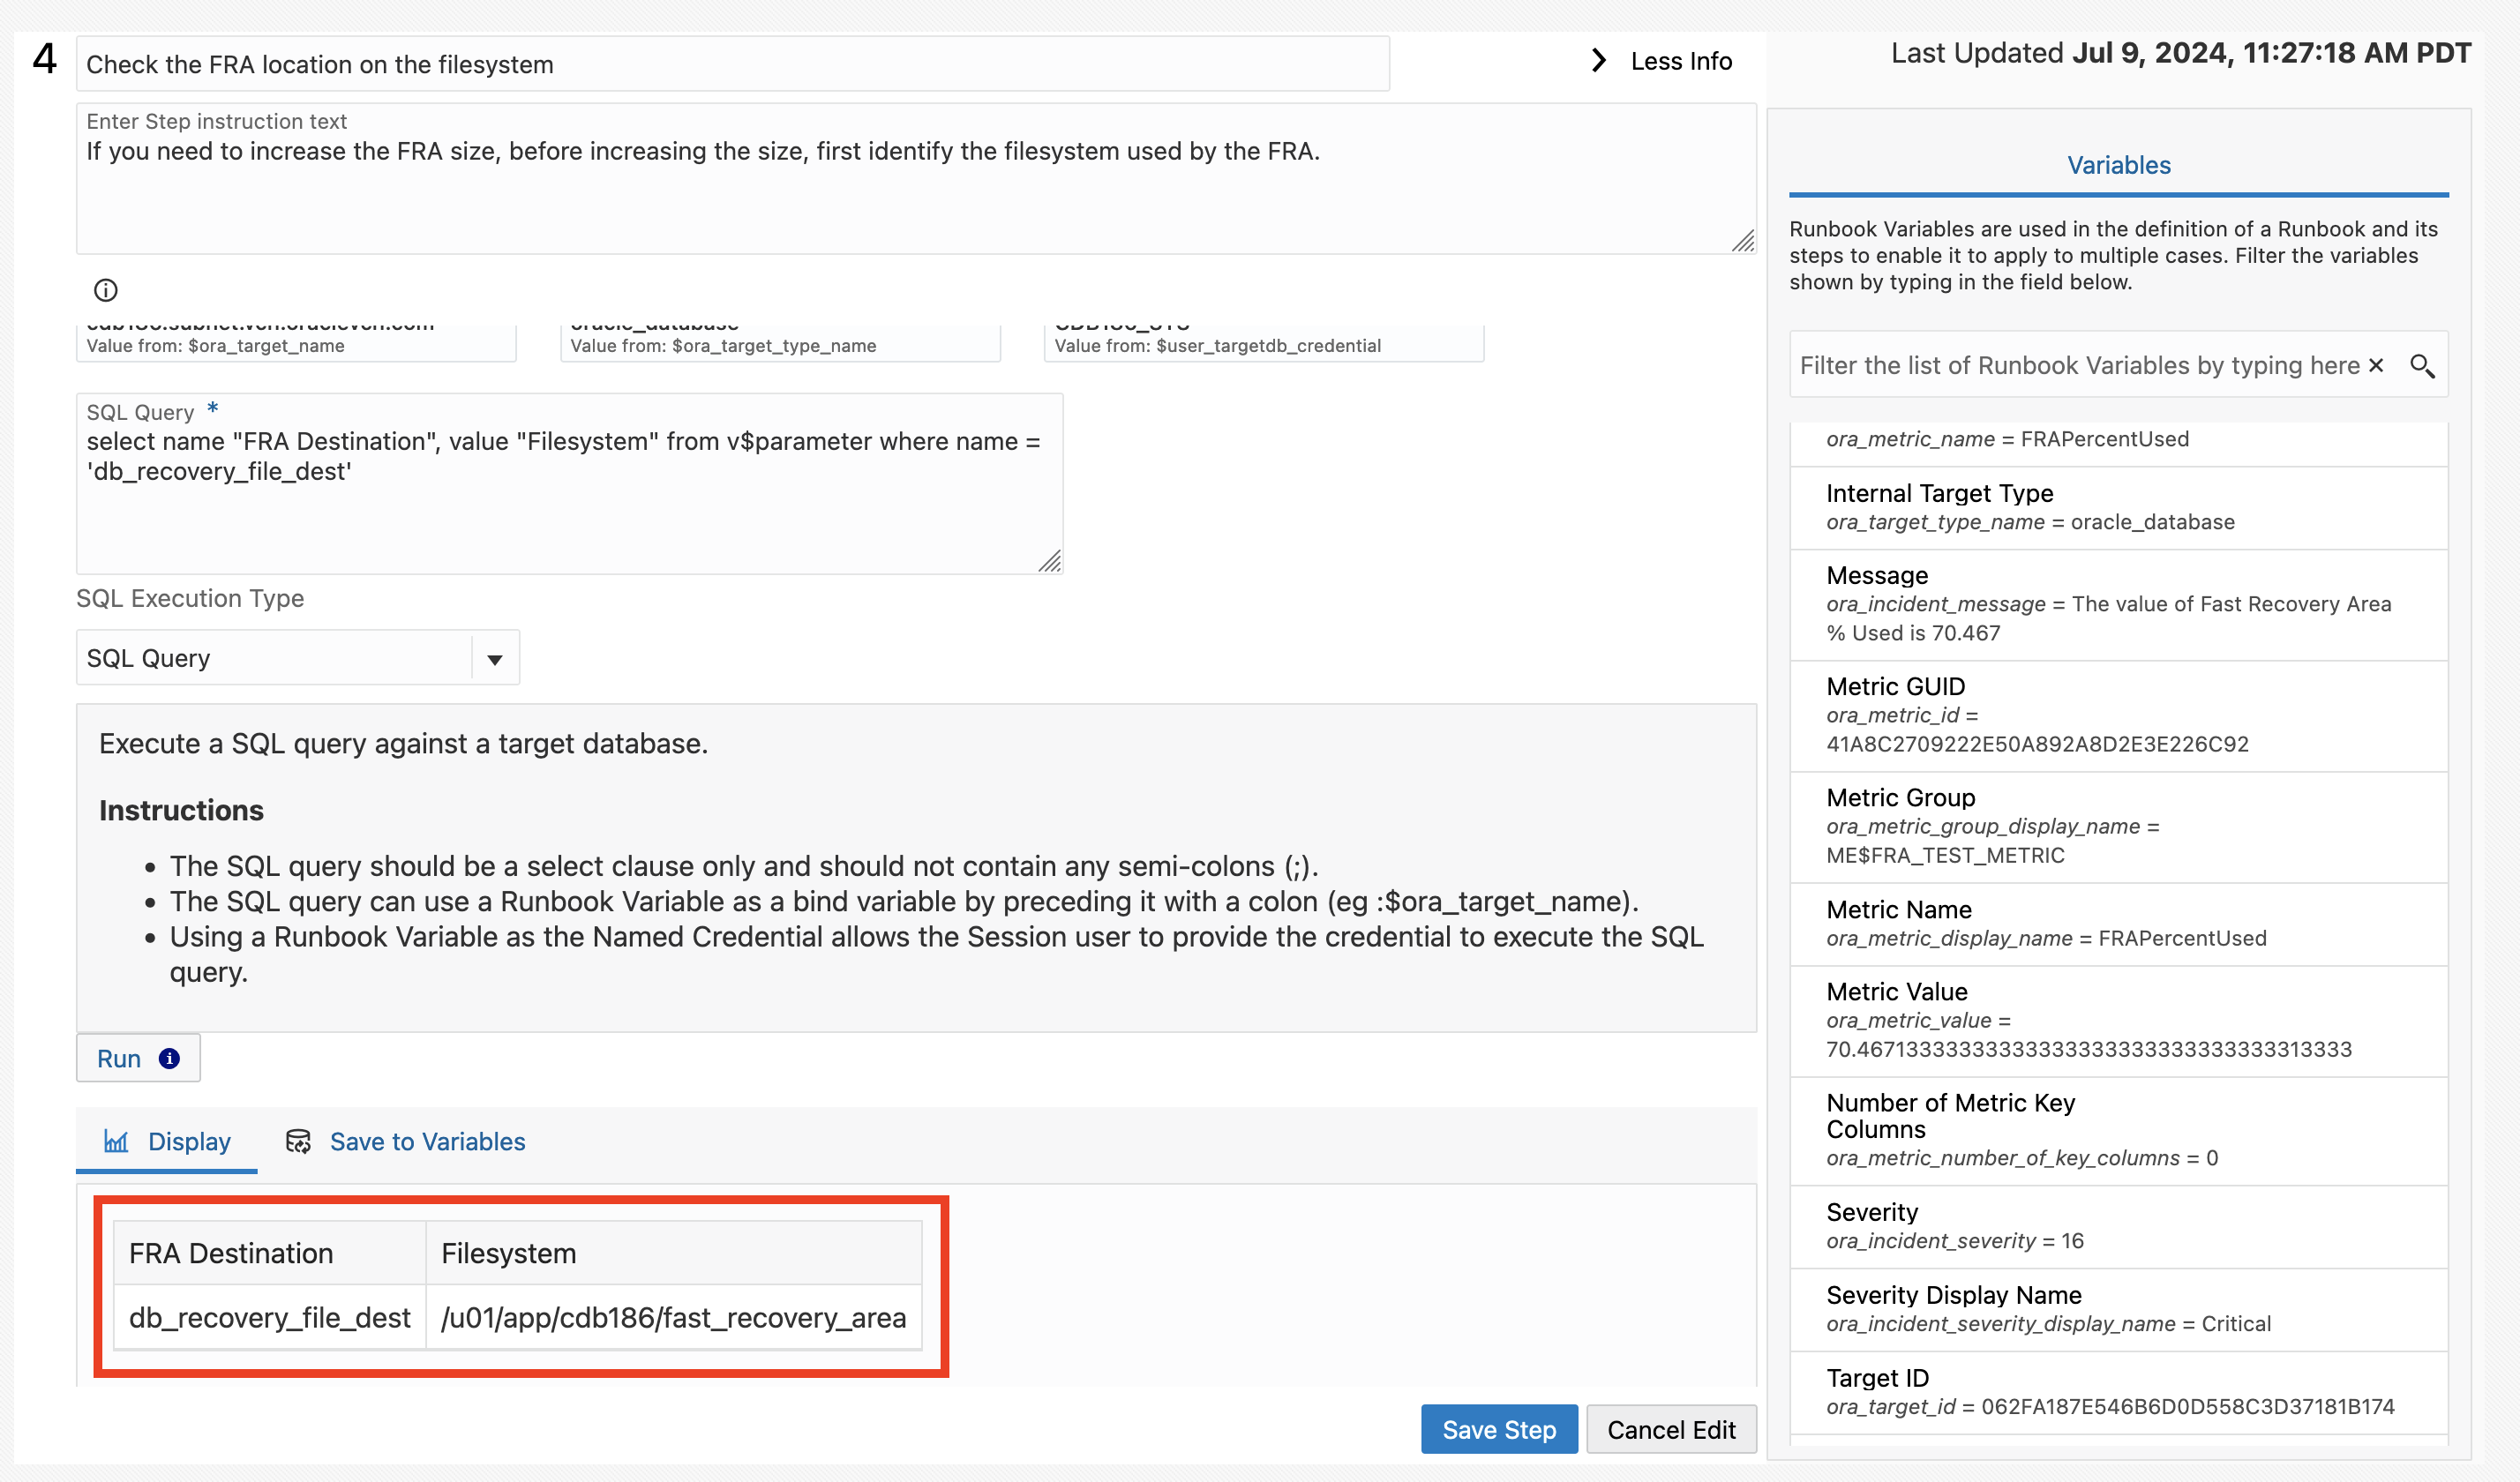 4
Check the FRA location on the filesystem
Less Info
Last Updated Jul 9, 2024, 11:27:18 AM PDT
Enter Step instruction text
If you need to increase the FRA size, before increasing the size, first identify the filesystem used by the FRA.
Value from: $ora_target_name
oracle_database
Value from: $ora_target_type_name
Value from: $user_targetdb_credential
SQL Query *
select name "FRA Destination", value "Filesystem" from v$parameter where name =
'db_recovery_file_dest'
SQL Execution Type
SQL Query
Execute a SQL query against a target database.
Instructions
• The SQL query should be a select clause only and should not contain any semi-colons (;).
• The SQL query can use a Runbook Variable as a bind variable by preceding it with a colon (eg :$ora_target_name).
• Using a Runbook Variable as the Named Credential allows the Session user to provide the credential to execute the SQL
query.
Run
Display
Save to Variables
FRA Destination
Filesystem
db_recovery_file_dest
/u01/app/cdb186/fast_recovery_area
Save Step
Cancel Edit
Variables
Runbook Variables are used in the definition of a Runbook and its
steps to enable it to apply to multiple cases. Filter the variables
shown by typing in the field below.
Filter the list of Runbook Variables by typing here
ora_metric_name = FRAPercentUsed
Internal Target Type
ora_target_type_name = oracle_database
Message
ora_incident_message = The value of Fast Recovery Area
% Used is 70.467
Metric GUID
ora_metric_id =
41A8C2709222E50A892A8D2E3E226C92
Metric Group
ora_metric_group_display_name =
ME$FRA_TEST_METRIC
Metric Name
ora_metric_display_name = FRAPercentUsed
Metric Value
ora_metric_value =
Number of Metric Key
Columns
ora_metric_number_of_key_columns = 0
Severity
ora_incident_severity = 16
Severity Display Name
ora_incident_severity_display_name = Critical
Target ID
ora_target_id = 062FA187E546B6D0D558C3D37181B174